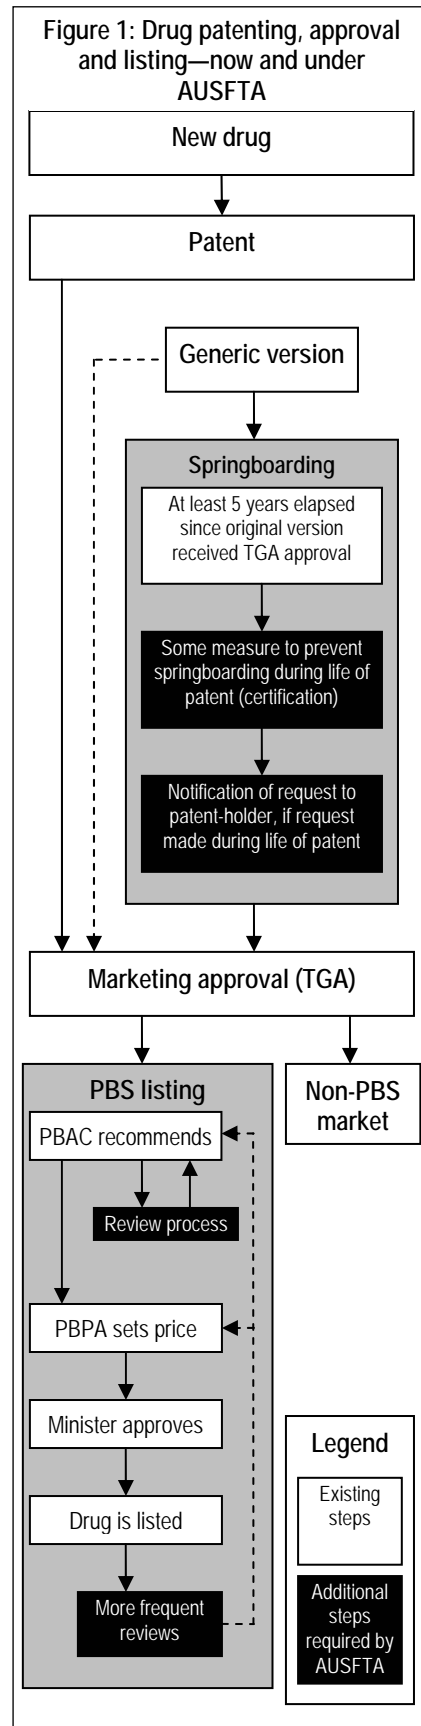 Figure 1: Drug patenting, approval
and listing—now and under
AUSFTA
New drug
Patent
Generic version
Springboarding
At least 5 years elapsed
since original version
received TGA approval
Some measure to prevent
springboarding during life of
patent (certification)
Notification of request to
patent-holder, if request
made during life of patent
Marketing approval (TGA)
PBS listing
PBAC recommends
Review process
PBPA sets price
Minister approves
Drug is listed
More frequent
reviews
Non-PBS
market
Legend
Existing
steps
Additional
steps
required by
AUSFTA